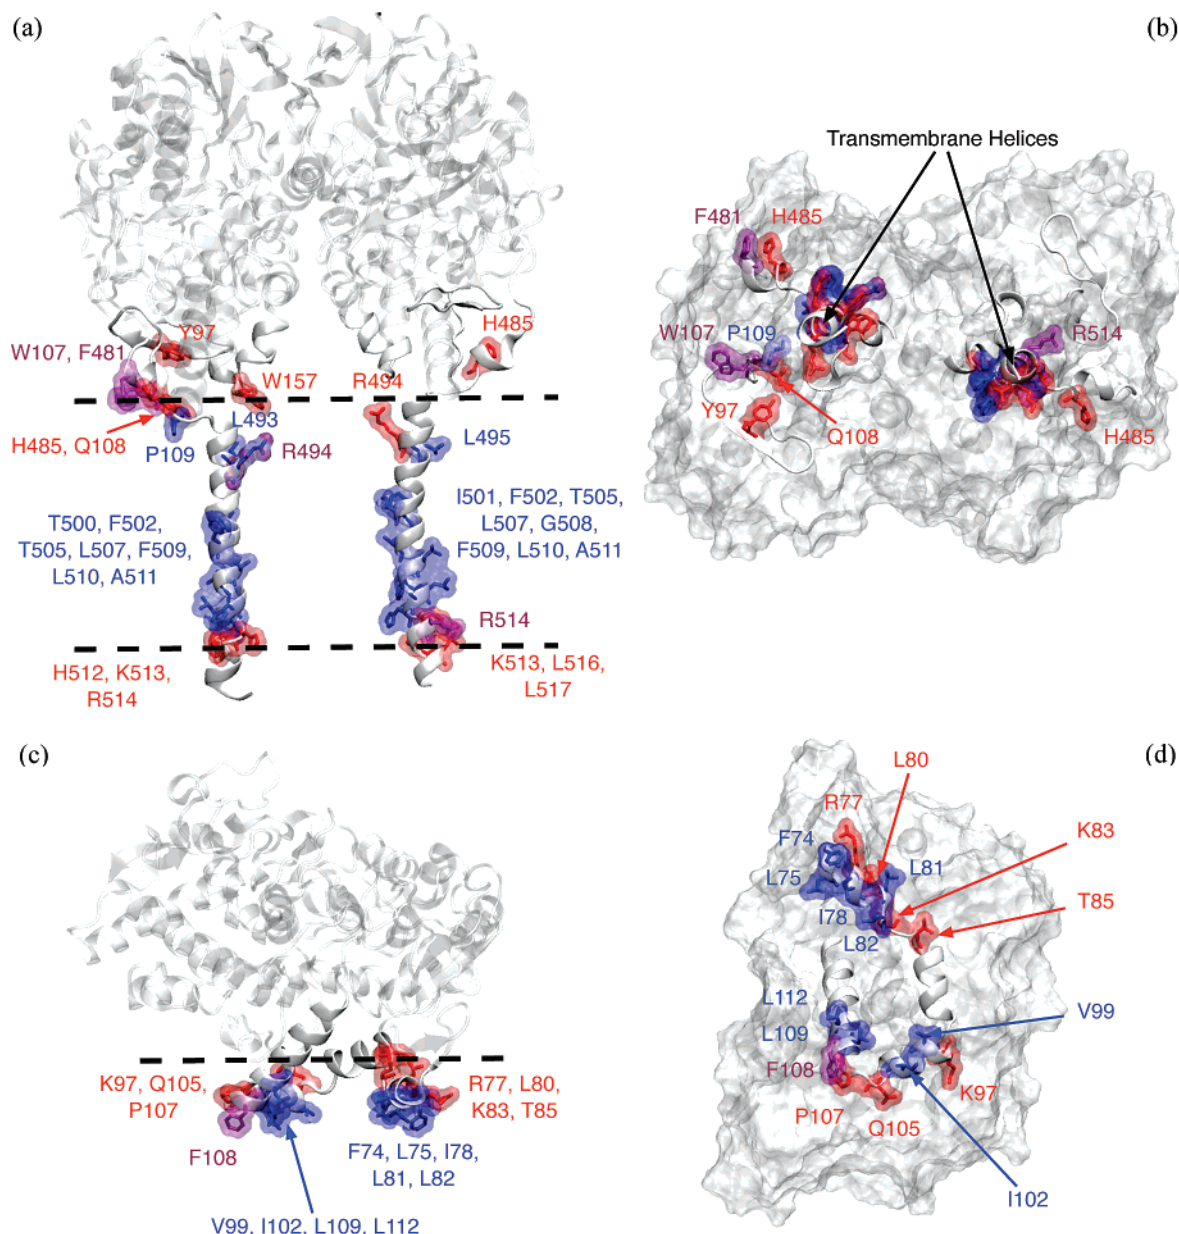 (a)
Y97
W107, F481
H485
W157
R494
H485, Q108
P109
L493
R494
L495
T500, F502,
T505, L507, F509,
L510, A511
I501, F502, T505,
L507, G508,
F509, L510, A511
R514
H512, K513,
R514
K513, L516,
L517
(b)
Transmembrane Helices
F481
H485
W107
P109
R514
Y97
Q108
H485
(c)
K97, Q105,
P107
R77, L80,
K83, T85
F108
F74, L75, I78,
L81, L82
V99, I102, L109, L112
(d)
L80
R77
K83
F74
L81
L75
T85
I78
L82
L112
V99
L109
F108
K97
P107
Q105
I102